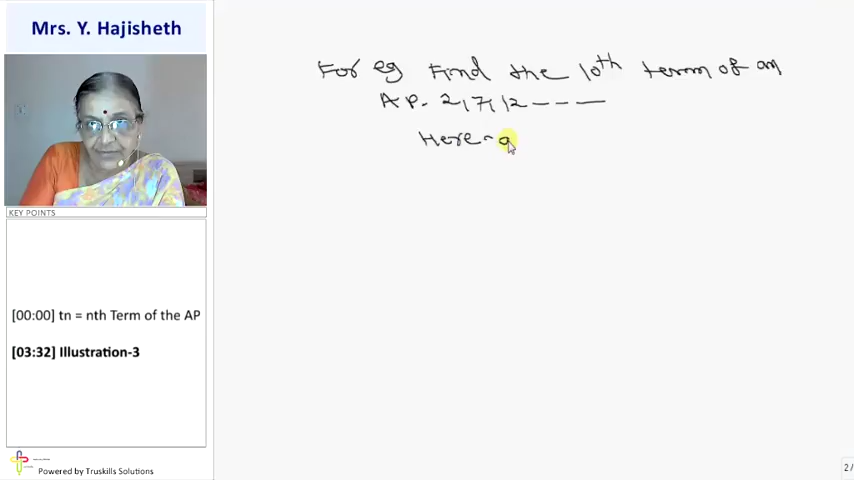 Mrs. Y. Hajisheth
For eg Find the 10th term of an
A.P. 2, 7, 12 - - -
Here - a
KEY POINTS
[00:00] tn = nth Term of the AP
[03:32] Illustration-3
Powered by Truskills Solutions
2/